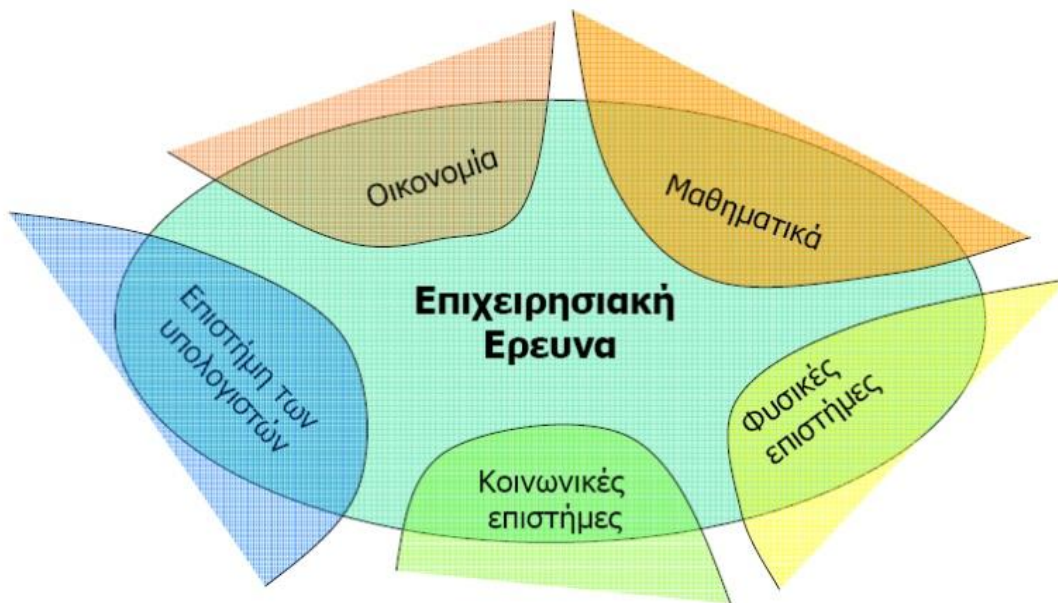 Οικονομία
Μαθηματικά
Επιχειρησιακή
Ερευνα
Επιστήμη των
υπολογιστών
Φυσικές
επιστήμες
Κοινωνικές
επιστήμες